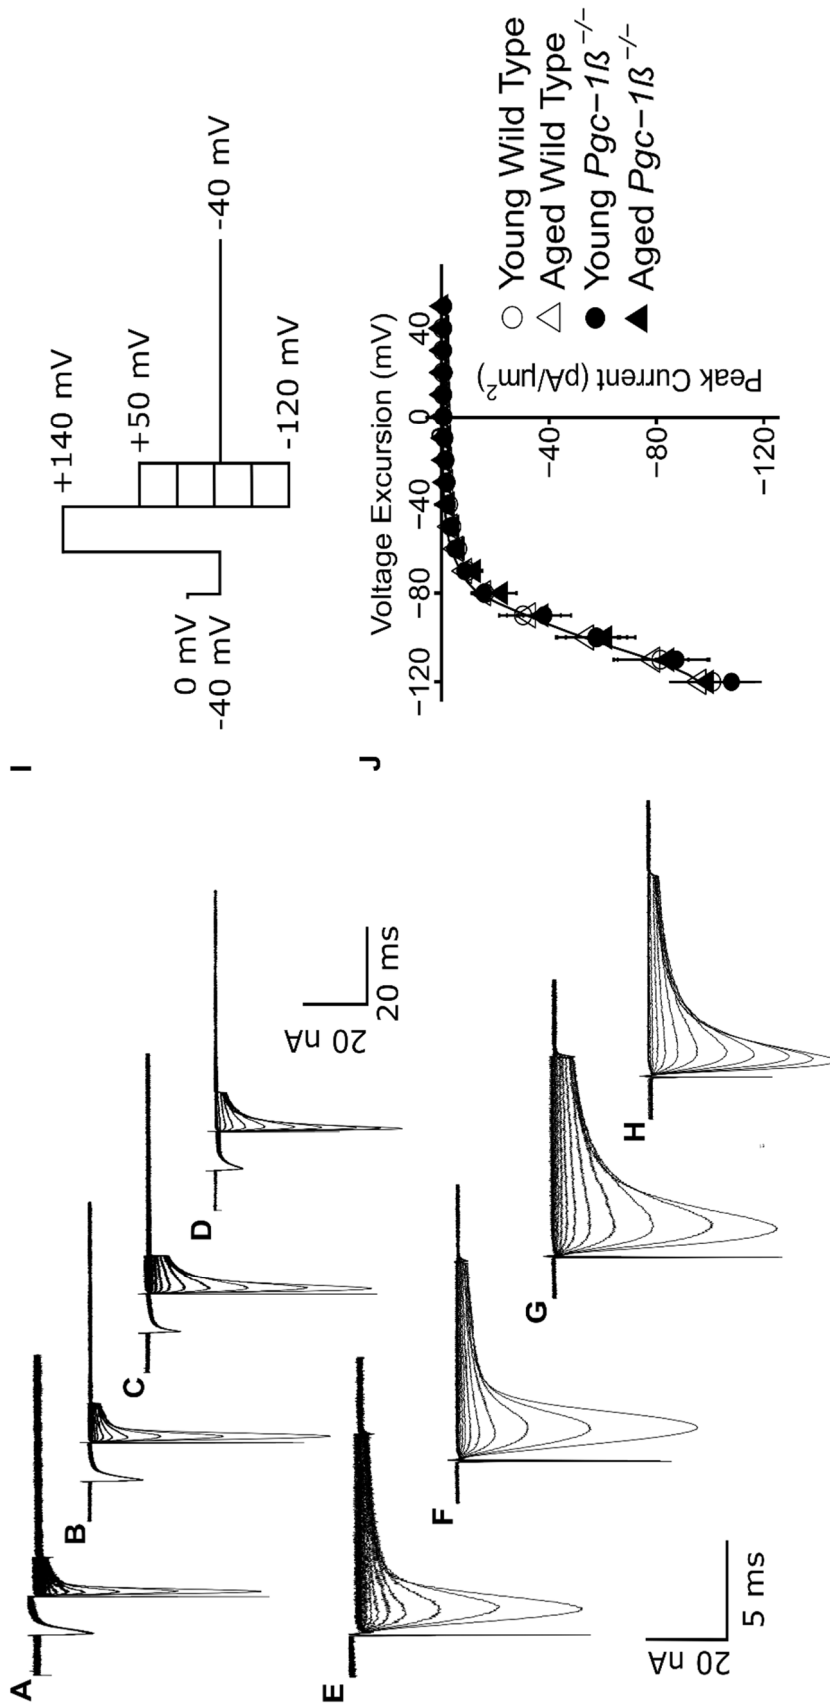 A
B
C
D
20 nA
20 ms
E
F
G
H
20 nA
5 ms
I
+140 mV
+50 mV
0 mV
-40 mV
-40 mV
-120 mV
J
Voltage Excursion (mV)
−120
−80
−40
0
40
−40
−80
−120
Peak Current (pA/µm²)
Young Wild Type
Aged Wild Type
Young Pgc−1ß⁻/⁻
Aged Pgc−1ß⁻/⁻